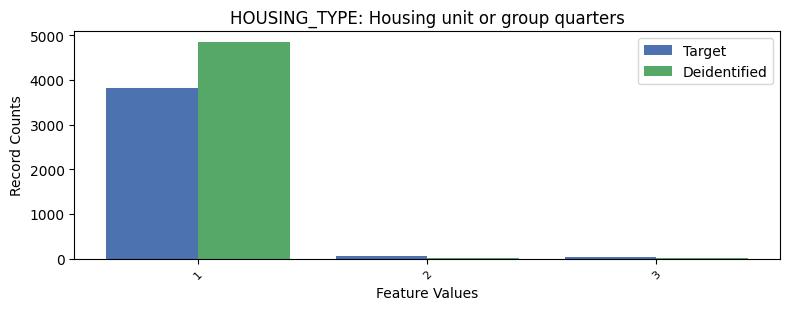 HOUSING_TYPE: Housing unit or group quarters
Target
Deidentified
Record Counts
5000
4000
3000
2000
1000
0
1
2
3
Feature Values